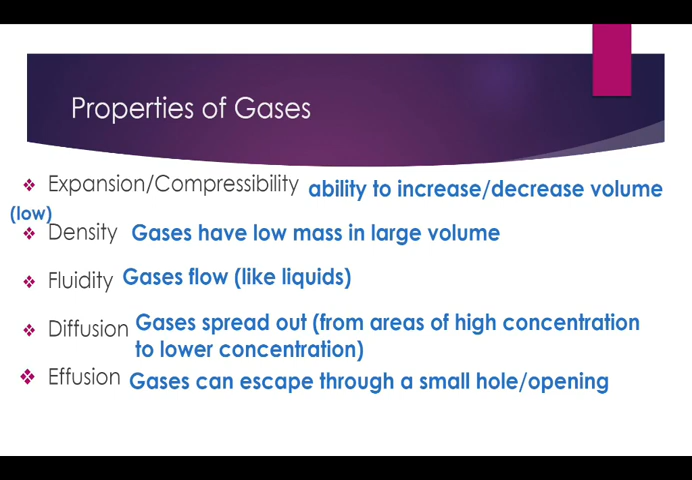 Properties of Gases
Expansion/Compressibility ability to increase/decrease volume
(low)
Density Gases have low mass in large volume
Fluidity Gases flow (like liquids)
Diffusion Gases spread out (from areas of high concentration
to lower concentration)
Effusion Gases can escape through a small hole/opening